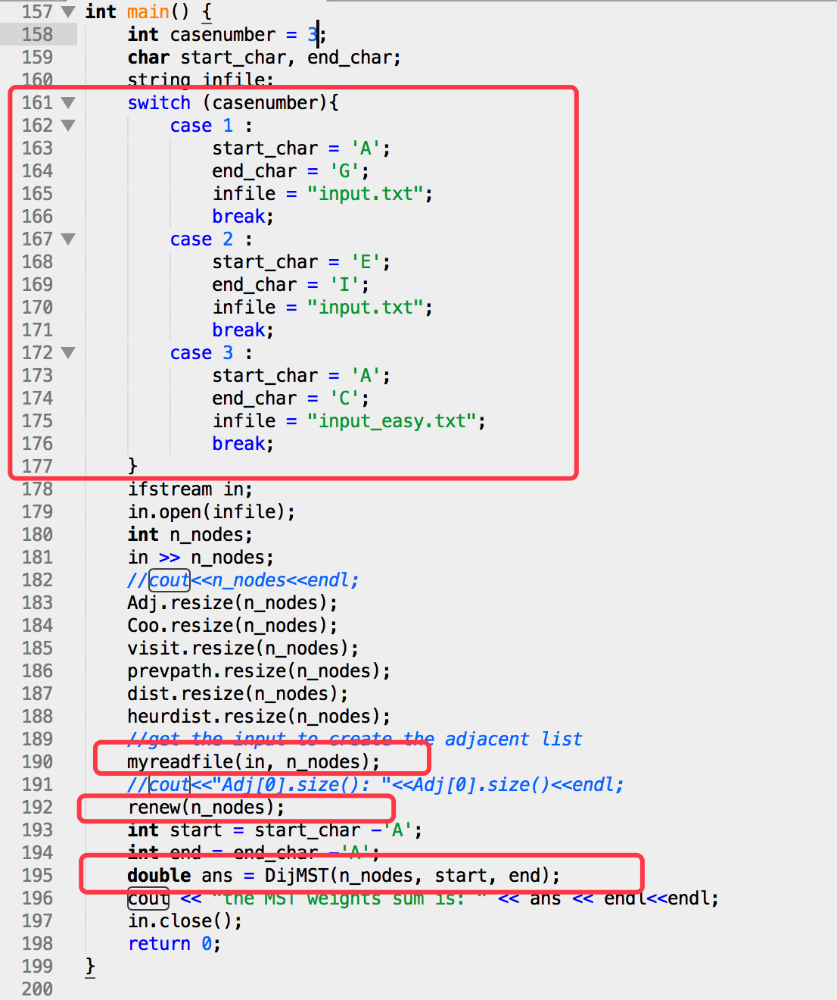 157 int main() {
158 int casenumber = 3;
159 char start_char, end_char;
160 string infile;
161 switch (casenumber){
162 case 1 :
163 start_char = 'A';
164 end_char = 'G';
165 infile = "input.txt";
166 break;
167 case 2 :
168 start_char = 'E';
169 end_char = 'I';
170 infile = "input.txt";
171 break;
172 case 3 :
173 start_char = 'A';
174 end_char = 'C';
175 infile = "input_easy.txt";
176 break;
177 }
178 ifstream in;
179 in.open(infile);
180 int n_nodes;
181 in >> n_nodes;
182 //cout<<n_nodes<<endl;
183 Adj.resize(n_nodes);
184 Coo.resize(n_nodes);
185 visit.resize(n_nodes);
186 prevpath.resize(n_nodes);
187 dist.resize(n_nodes);
188 heurdist.resize(n_nodes);
189 //get the input to create the adjacent list
190 myreadfile(in, n_nodes);
191 //cout<<"Adj[0].size(): "<<Adj[0].size()<<endl;
192 renew(n_nodes);
193 int start = start_char -'A';
194 int end = end_char -'A';
195 double ans = DijMST(n_nodes, start, end);
196 cout << "the MST weights sum is: " << ans << endl<<endl;
197 in.close();
198 return 0;
199 }
200